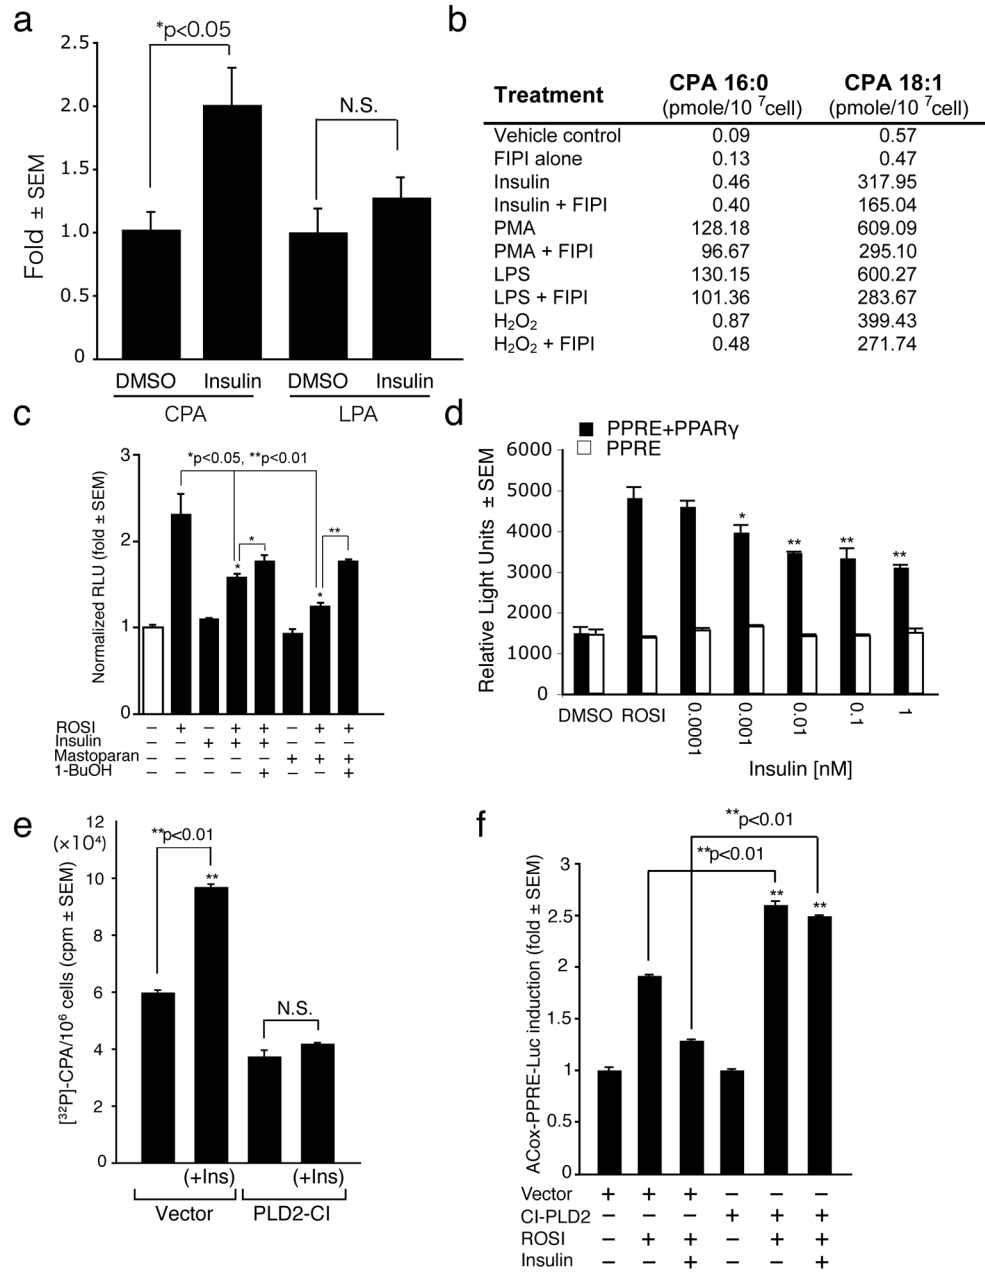 a
*p<0.05
N.S.
Fold ± SEM
2.5
2.0
1.5
1.0
0.5
0
DMSO Insulin DMSO Insulin
CPA LPA
b
Treatment CPA 16:0 (pmole/10 7cell) CPA 18:1 (pmole/10 7cell)
Vehicle control 0.09 0.57
FIPI alone 0.13 0.47
Insulin 0.46 317.95
Insulin + FIPI 0.40 165.04
PMA 128.18 609.09
PMA + FIPI 96.67 295.10
LPS 130.15 600.27
LPS + FIPI 101.36 283.67
H₂O₂ 0.87 399.43
H₂O₂ + FIPI 0.48 271.74
c
*p<0.05, **p<0.01
Normalized RLU (fold ± SEM)
3
2
1
0
* * * **
ROSI – + – + + – + +
Insulin – – + + + – – –
Mastoparan – – – – – + + +
1-BuOH – – – – + – – +
d
PPRE+PPARγ
PPRE
Relative Light Units ± SEM
6000
5000
4000
3000
2000
1000
0
* ** ** **
DMSO ROSI 0.0001 0.001 0.01 0.1 1
Insulin [nM]
e
[³²P]-CPA/10⁶ cells (cpm ± SEM)
(×10⁴)
12
10
8
6
4
2
0
**p<0.01
**
N.S.
(+Ins) (+Ins)
Vector PLD2-CI
f
ACox-PPRE-Luc induction (fold ± SEM)
3
2.5
2
1.5
1
0.5
0
**p<0.01
**p<0.01
** **
Vector + + + – – –
CI-PLD2 – – – + + +
ROSI – + + – + +
Insulin – – + – – +